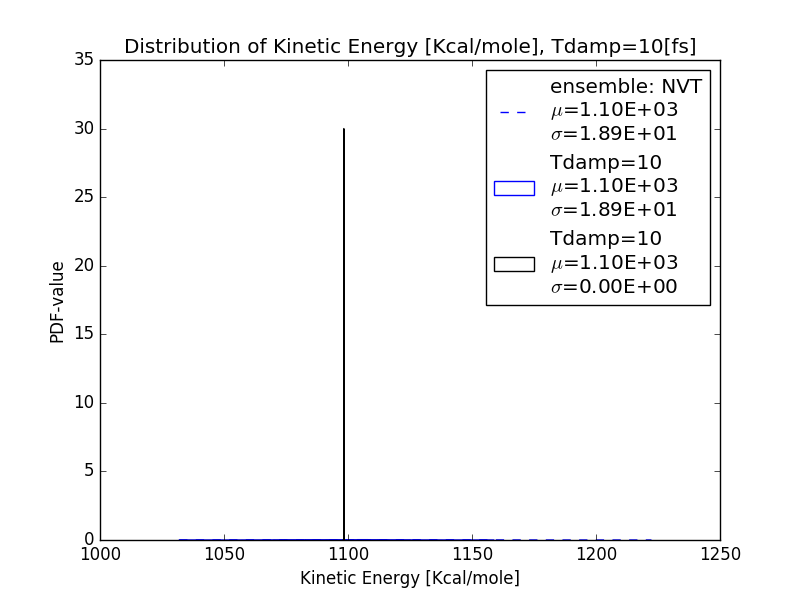 Distribution of Kinetic Energy [Kcal/mole], Tdamp=10[fs]
35
30
25
20
15
10
5
0
PDF-value
1000 1050 1100 1150 1200 1250
Kinetic Energy [Kcal/mole]
ensemble: NVT
μ=1.10E+03
σ=1.89E+01
Tdamp=10
μ=1.10E+03
σ=1.89E+01
Tdamp=10
μ=1.10E+03
σ=0.00E+00